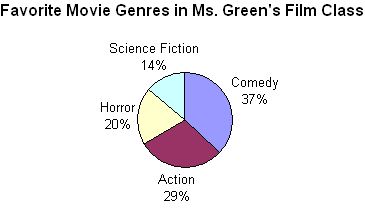 Favorite Movie Genres in Ms. Green's Film Class
Science Fiction
14%
Comedy
37%
Horror
20%
Action
29%